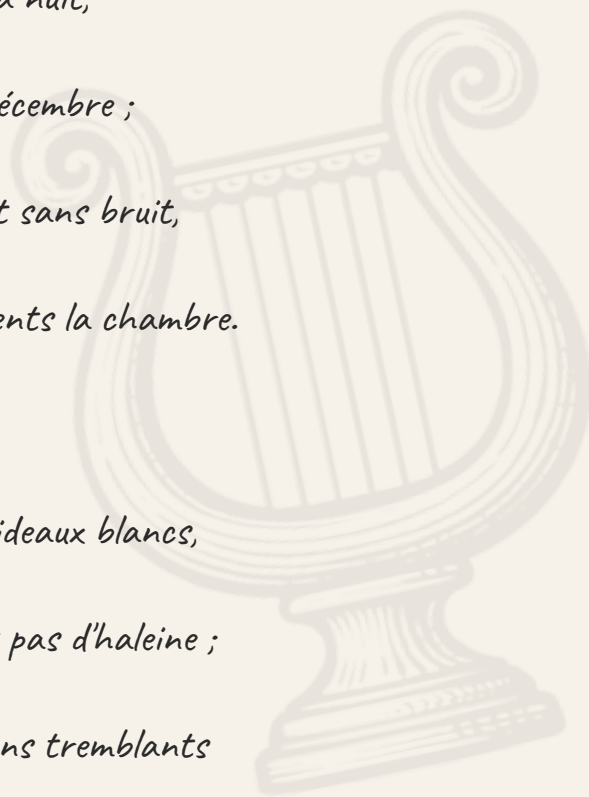 a nuit,
écembre ;
t sans bruit,
ents la chambre.
ideaux blancs,
pas d'haleine ;
ns tremblants